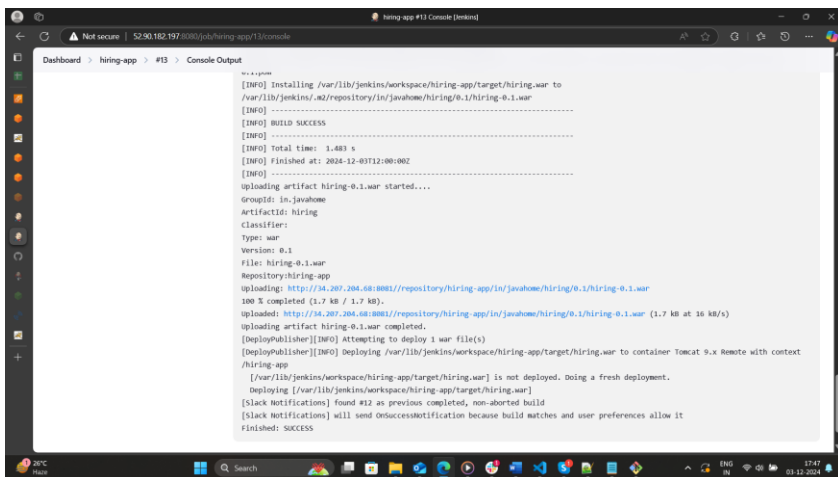 hiring-app #13 Console [Jenkins]
Not secure | 52.90.182.197:8080/job/hiring-app/13/console
Dashboard > hiring-app > #13 > Console Output
0.1.pom
[INFO] Installing /var/lib/jenkins/workspace/hiring-app/target/hiring.war to
/var/lib/jenkins/.m2/repository/in/javahome/hiring/0.1/hiring-0.1.war
[INFO] ------------------------------------------------------------------------
[INFO] BUILD SUCCESS
[INFO] ------------------------------------------------------------------------
[INFO] Total time:  1.483 s
[INFO] Finished at: 2024-12-03T12:00:00Z
[INFO] ------------------------------------------------------------------------
Uploading artifact hiring-0.1.war started....
GroupId: in.javahome
ArtifactId: hiring
Classifier:
Type: war
Version: 0.1
File: hiring-0.1.war
Repository:hiring-app
Uploading: http://34.207.204.68:8081//repository/hiring-app/in/javahome/hiring/0.1/hiring-0.1.war
100 % completed (1.7 kB / 1.7 kB).
Uploaded: http://34.207.204.68:8081//repository/hiring-app/in/javahome/hiring/0.1/hiring-0.1.war (1.7 kB at 16 kB/s)
Uploading artifact hiring-0.1.war completed.
[DeployPublisher][INFO] Attempting to deploy 1 war file(s)
[DeployPublisher][INFO] Deploying /var/lib/jenkins/workspace/hiring-app/target/hiring.war to container Tomcat 9.x Remote with context
/hiring-app
[/var/lib/jenkins/workspace/hiring-app/target/hiring.war] is not deployed. Doing a fresh deployment.
Deploying [/var/lib/jenkins/workspace/hiring-app/target/hiring.war]
[Slack Notifications] found #12 as previous completed, non-aborted build
[Slack Notifications] will send OnSuccessNotification because build matches and user preferences allow it
Finished: SUCCESS
26°C
Haze
Search
ENG
IN
17:47
03-12-2024